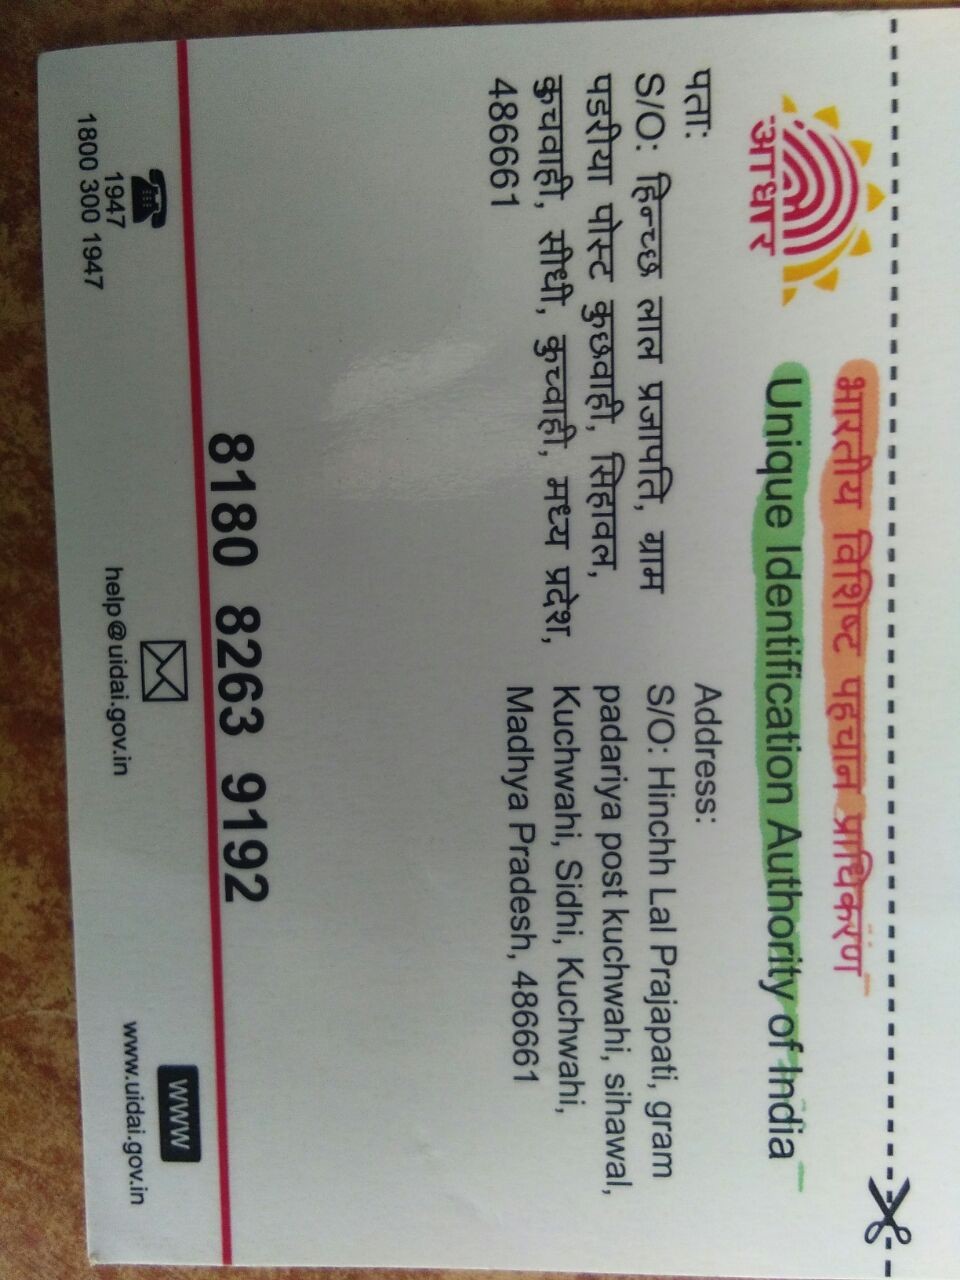 भारतीय विशिष्ट पहचान प्राधिकरण
Unique Identification Authority of India
आधार
पता:
S/O: हिन्च्छ लाल प्रजापति, ग्राम
पडरीया पोस्ट कुछवाही, सिहावल,
कुचवाही, सीधी, कुच्वाही, मध्य प्रदेश,
486661
Address:
S/O: Hinchh Lal Prajapati, gram
padariya post kuchwahi, sihawal,
Kuchwahi, Sidhi, Kuchwahi,
Madhya Pradesh, 486661
8180 8263 9192
1947
1800 300 1947
help@uidai.gov.in
WWW
www.uidai.gov.in